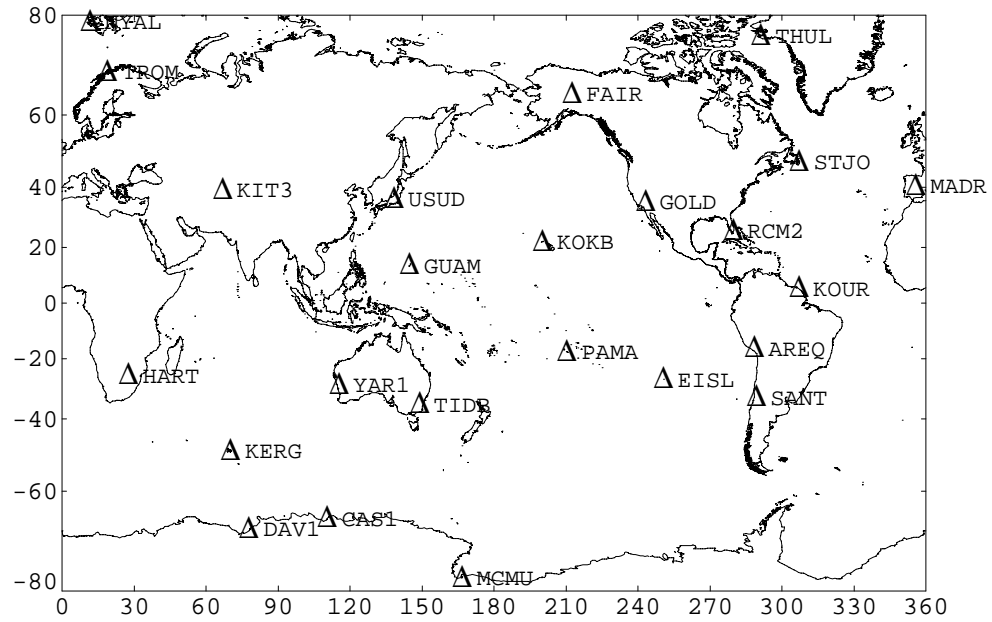 80
NYAL
THUL
TROM
FAIR
60
STJO
40
KIT3
USUD
GOLD
MADR
RCM2
20
KOKB
GUAM
KOUR
0
-20
PAMA
AREQ
HART
YAR1
EISL
TIDB
SANT
-40
KERG
-60
DAV1
CAS1
-80
MCMU
0 30 60 90 120 150 180 210 240 270 300 330 360